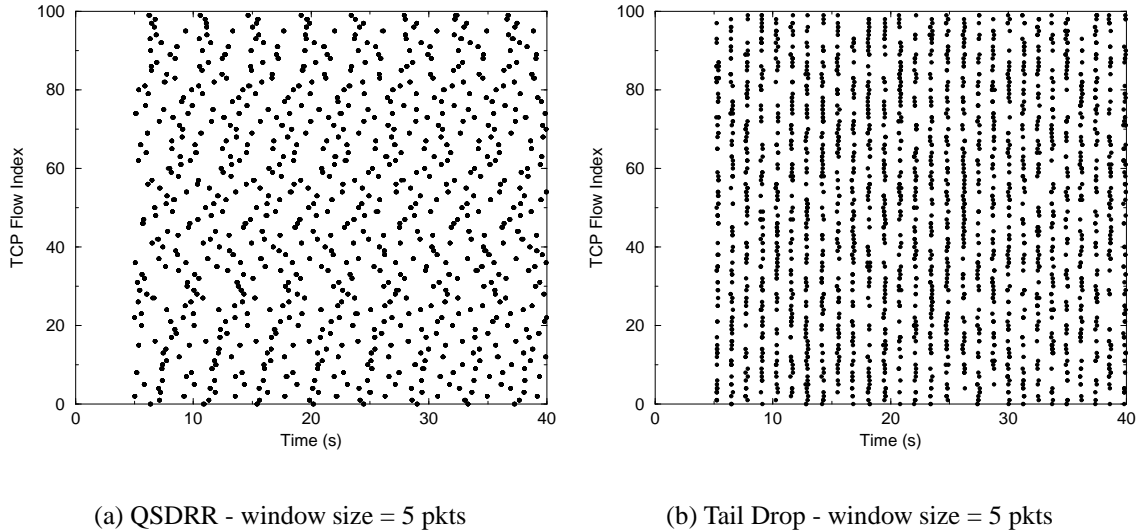 100
80
60
40
20
0
TCP Flow Index
0 10 20 30 40
Time (s)
(a) QSDRR - window size = 5 pkts
100
80
60
40
20
0
TCP Flow Index
0 10 20 30 40
Time (s)
(b) Tail Drop - window size = 5 pkts